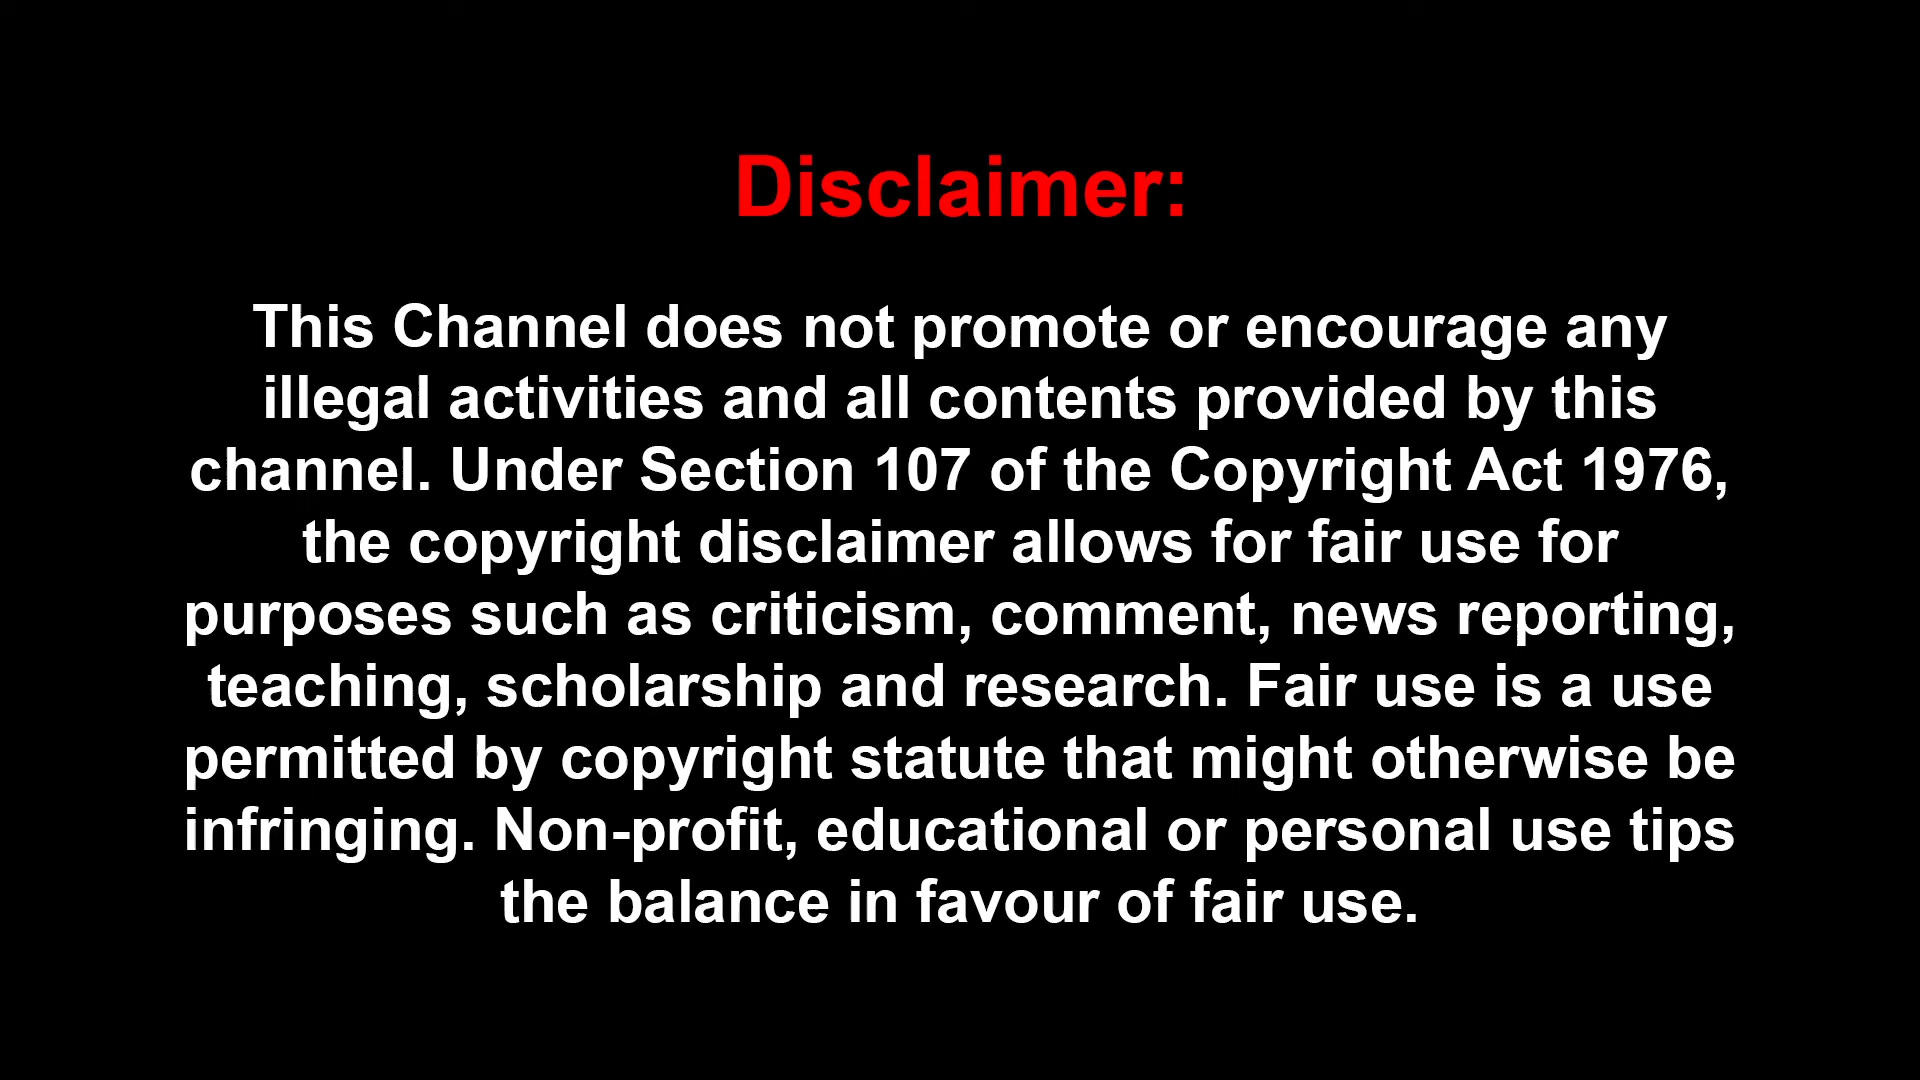 Disclaimer:
This Channel does not promote or encourage any
illegal activities and all contents provided by this
channel. Under Section 107 of the Copyright Act 1976,
the copyright disclaimer allows for fair use for
purposes such as criticism, comment, news reporting,
teaching, scholarship and research. Fair use is a use
permitted by copyright statute that might otherwise be
infringing. Non-profit, educational or personal use tips
the balance in favour of fair use.